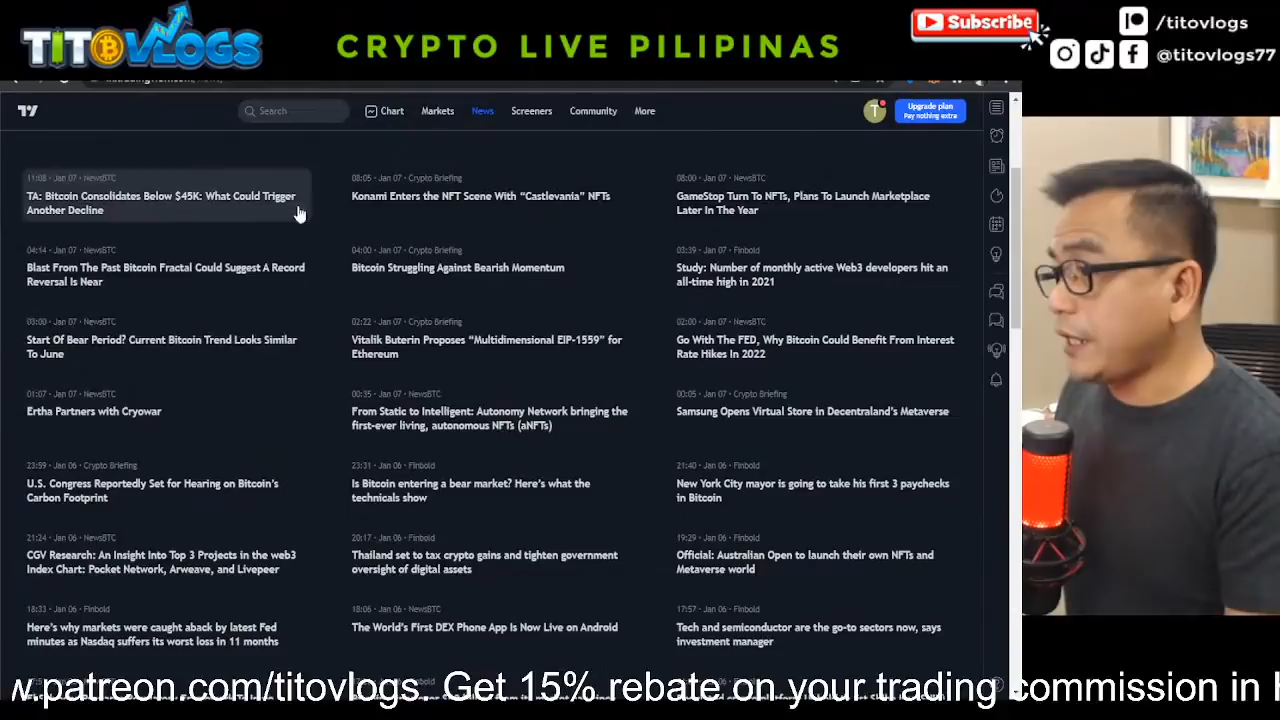 TITOVLOGS
CRYPTO LIVE PILIPINAS
Subscribe
/titovlogs
@titovlogs77
Search
Chart
Markets
News
Screeners
Community
More
T
Upgrade plan
Pay nothing extra
11:08 · Jan 07 · NewsBTC
TA: Bitcoin Consolidates Below $45K: What Could Trigger
Another Decline
08:05 · Jan 07 · Crypto Briefing
Konami Enters the NFT Scene With “Castlevania” NFTs
08:00 · Jan 07 · NewsBTC
GameStop Turn To NFTs, Plans To Launch Marketplace
Later In The Year
04:14 · Jan 07 · NewsBTC
Blast From The Past Bitcoin Fractal Could Suggest A Record
Reversal Is Near
04:00 · Jan 07 · Crypto Briefing
Bitcoin Struggling Against Bearish Momentum
03:39 · Jan 07 · Finbold
Study: Number of monthly active Web3 developers hit an
all-time high in 2021
03:00 · Jan 07 · NewsBTC
Start Of Bear Period? Current Bitcoin Trend Looks Similar
To June
02:22 · Jan 07 · Crypto Briefing
Vitalik Buterin Proposes “Multidimensional EIP-1559” for
Ethereum
02:00 · Jan 07 · NewsBTC
Go With The FED, Why Bitcoin Could Benefit From Interest
Rate Hikes In 2022
01:07 · Jan 07 · NewsBTC
Ertha Partners with Cryowar
00:35 · Jan 07 · NewsBTC
From Static to Intelligent: Autonomy Network bringing the
first-ever living, autonomous NFTs (aNFTs)
00:05 · Jan 07 · Crypto Briefing
Samsung Opens Virtual Store in Decentraland’s Metaverse
23:59 · Jan 06 · Crypto Briefing
U.S. Congress Reportedly Set for Hearing on Bitcoin’s
Carbon Footprint
23:31 · Jan 06 · Finbold
Is Bitcoin entering a bear market? Here’s what the
technicals show
21:40 · Jan 06 · Finbold
New York City mayor is going to take his first 3 paychecks
in Bitcoin
21:24 · Jan 06 · NewsBTC
CGV Research: An Insight Into Top 3 Projects in the web3
Index Chart: Pocket Network, Arweave, and Livepeer
20:17 · Jan 06 · Finbold
Thailand set to tax crypto gains and tighten government
oversight of digital assets
19:29 · Jan 06 · Finbold
Official: Australian Open to launch their own NFTs and
Metaverse world
18:33 · Jan 06 · Finbold
Here’s why markets were caught aback by latest Fed
minutes as Nasdaq suffers its worst loss in 11 months
18:06 · Jan 06 · NewsBTC
The World’s First DEX Phone App Is Now Live on Android
17:57 · Jan 06 · Finbold
Tech and semiconductor are the go-to sectors now, says
investment manager
w.patreon.com/titovlogs. Get 15% rebate on your trading commission in